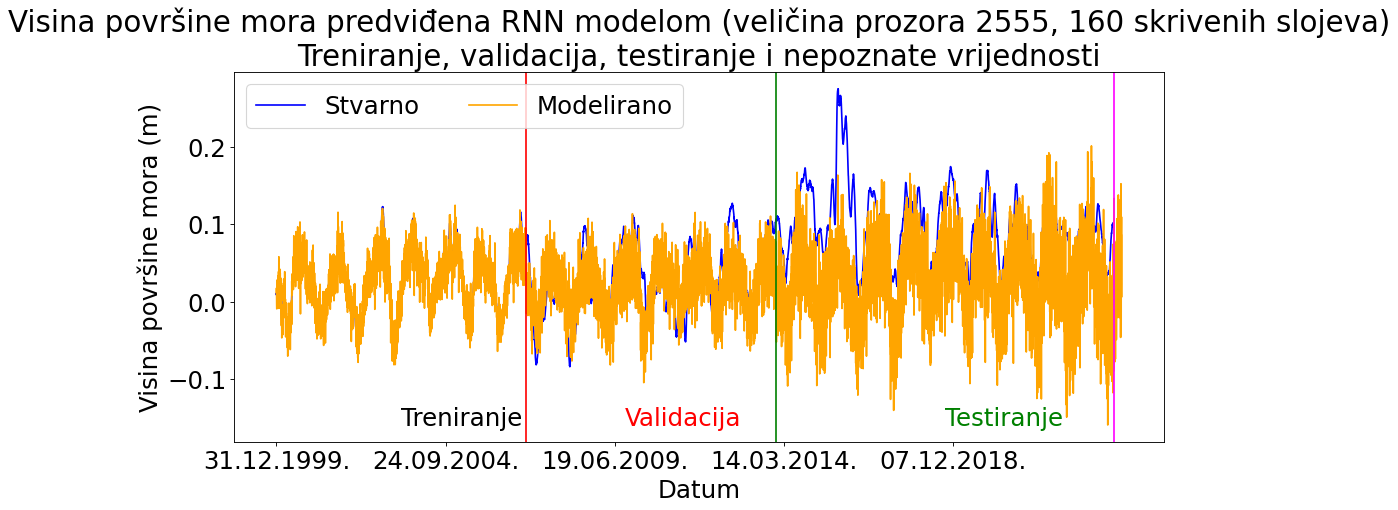 Visina površine mora predviđena RNN modelom (veličina prozora 2555, 160 skrivenih slojeva)
Treniranje, validacija, testiranje i nepoznate vrijednosti
Stvarno Modelirano
Visina površine mora (m)
0.2
0.1
0.0
−0.1
Treniranje Validacija Testiranje
31.12.1999. 24.09.2004. 19.06.2009. 14.03.2014. 07.12.2018.
Datum